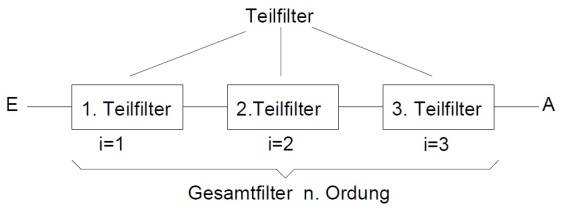 Teilfilter
E
1. Teilfilter
2.Teilfilter
3. Teilfilter
A
i=1
i=2
i=3
Gesamtfilter n. Ordung